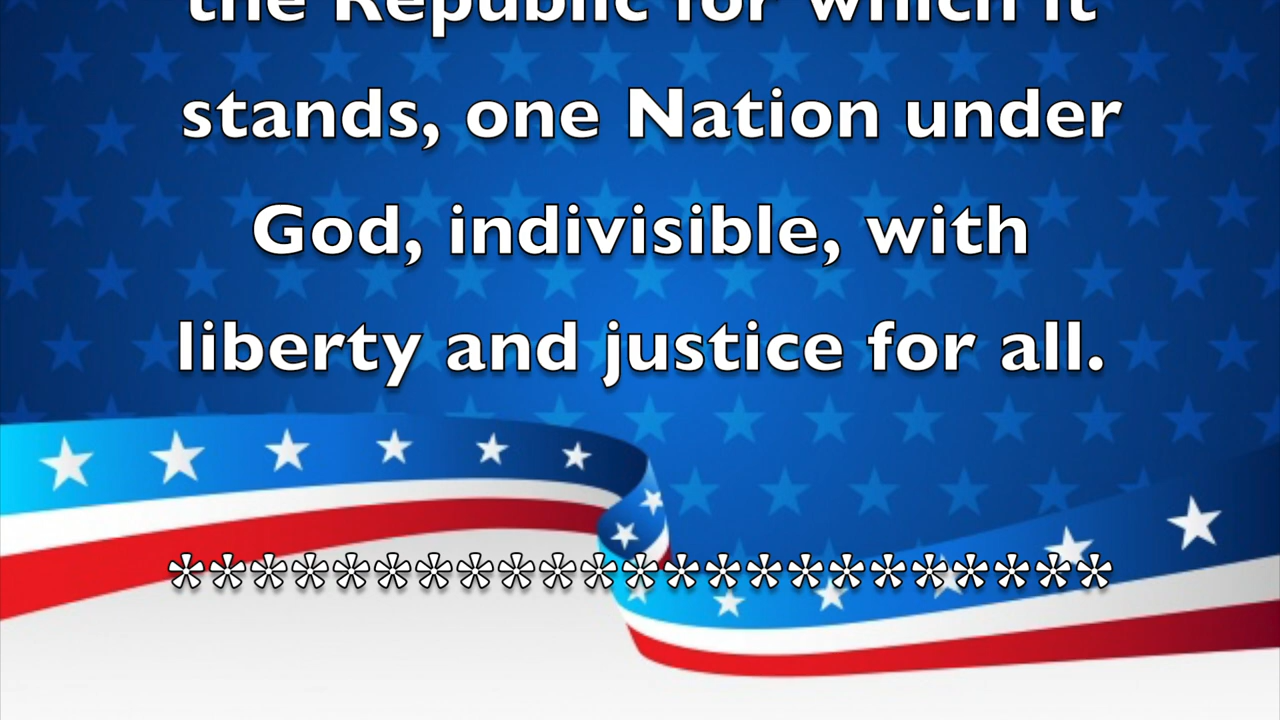 the Republic for which it
stands, one Nation under
God, indivisible, with
liberty and justice for all.
***********************